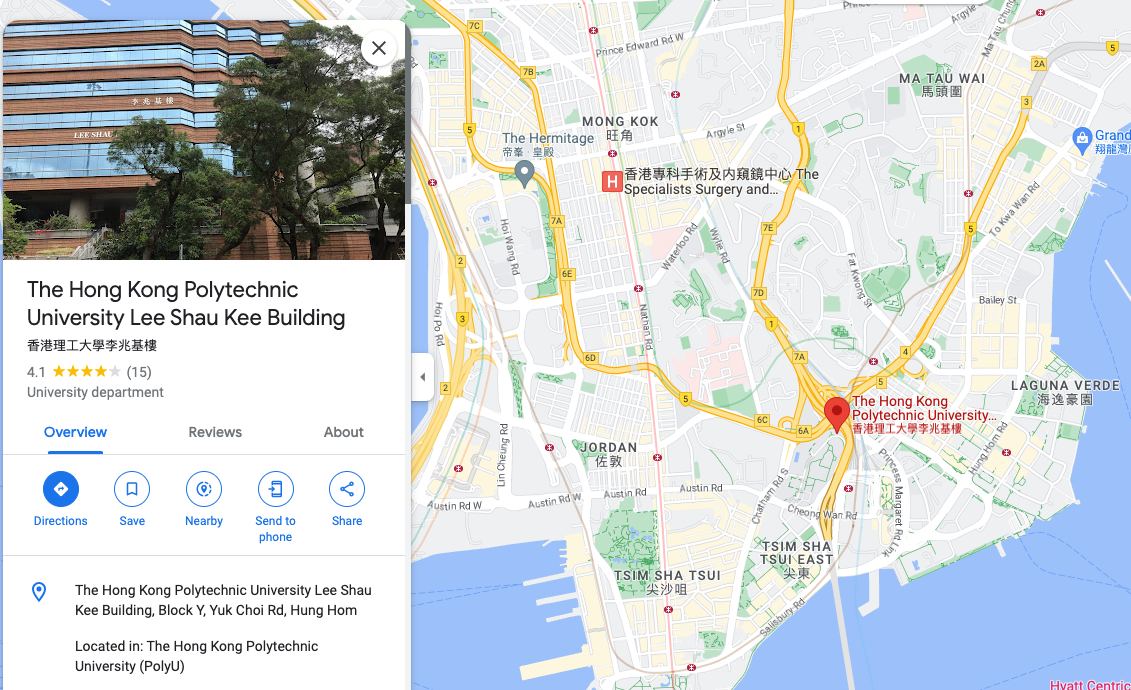 李兆基樓
LEE SHAU
The Hong Kong Polytechnic
University Lee Shau Kee Building
香港理工大學李兆基樓
4.1 ★★★★★ (15)
University department
Overview
Reviews
About
Directions
Save
Nearby
Send to
phone
Share
The Hong Kong Polytechnic University Lee Shau
Kee Building, Block Y, Yuk Choi Rd, Hung Hom
Located in: The Hong Kong Polytechnic
University (PolyU)
7C
Argyle
Prince
Ma Tau Chung
Prince Edward Rd W
5
2A
7B
MA TAU WAI
馬頭圍
3
MONG KOK
旺角
5
Argyle St
1
The Hermitage
帝峯‧皇殿
Grand
翔龍灣
H
香港專科手術及內窺鏡中心 The
Specialists Surgery and...
To Kwa Wan Rd
7A
7E
5
Hoi Wang Rd
Waterloo Rd
Wylie Rd
Fat Kwong St
2
6E
7D
Bailey St
Hoi Po Rd
3
Nathan Rd
1
6D
7A
4
2
5
5
LAGUNA VERDE
海逸豪園
6C
6A
The Hong Kong
Polytechnic University...
香港理工大學李兆基樓
Lin Cheung Rd
JORDAN
佐敦
Hung Hom Rd
Princess Margaret Rd Link
Chatham Rd S
Austin Rd W
Austin Rd W
Austin Rd
Austin Rd
Cheong Wan Rd
TSIM SHA
TSUI EAST
尖東
TSIM SHA TSUI
尖沙咀
Salisbury Rd
Hyatt Centric